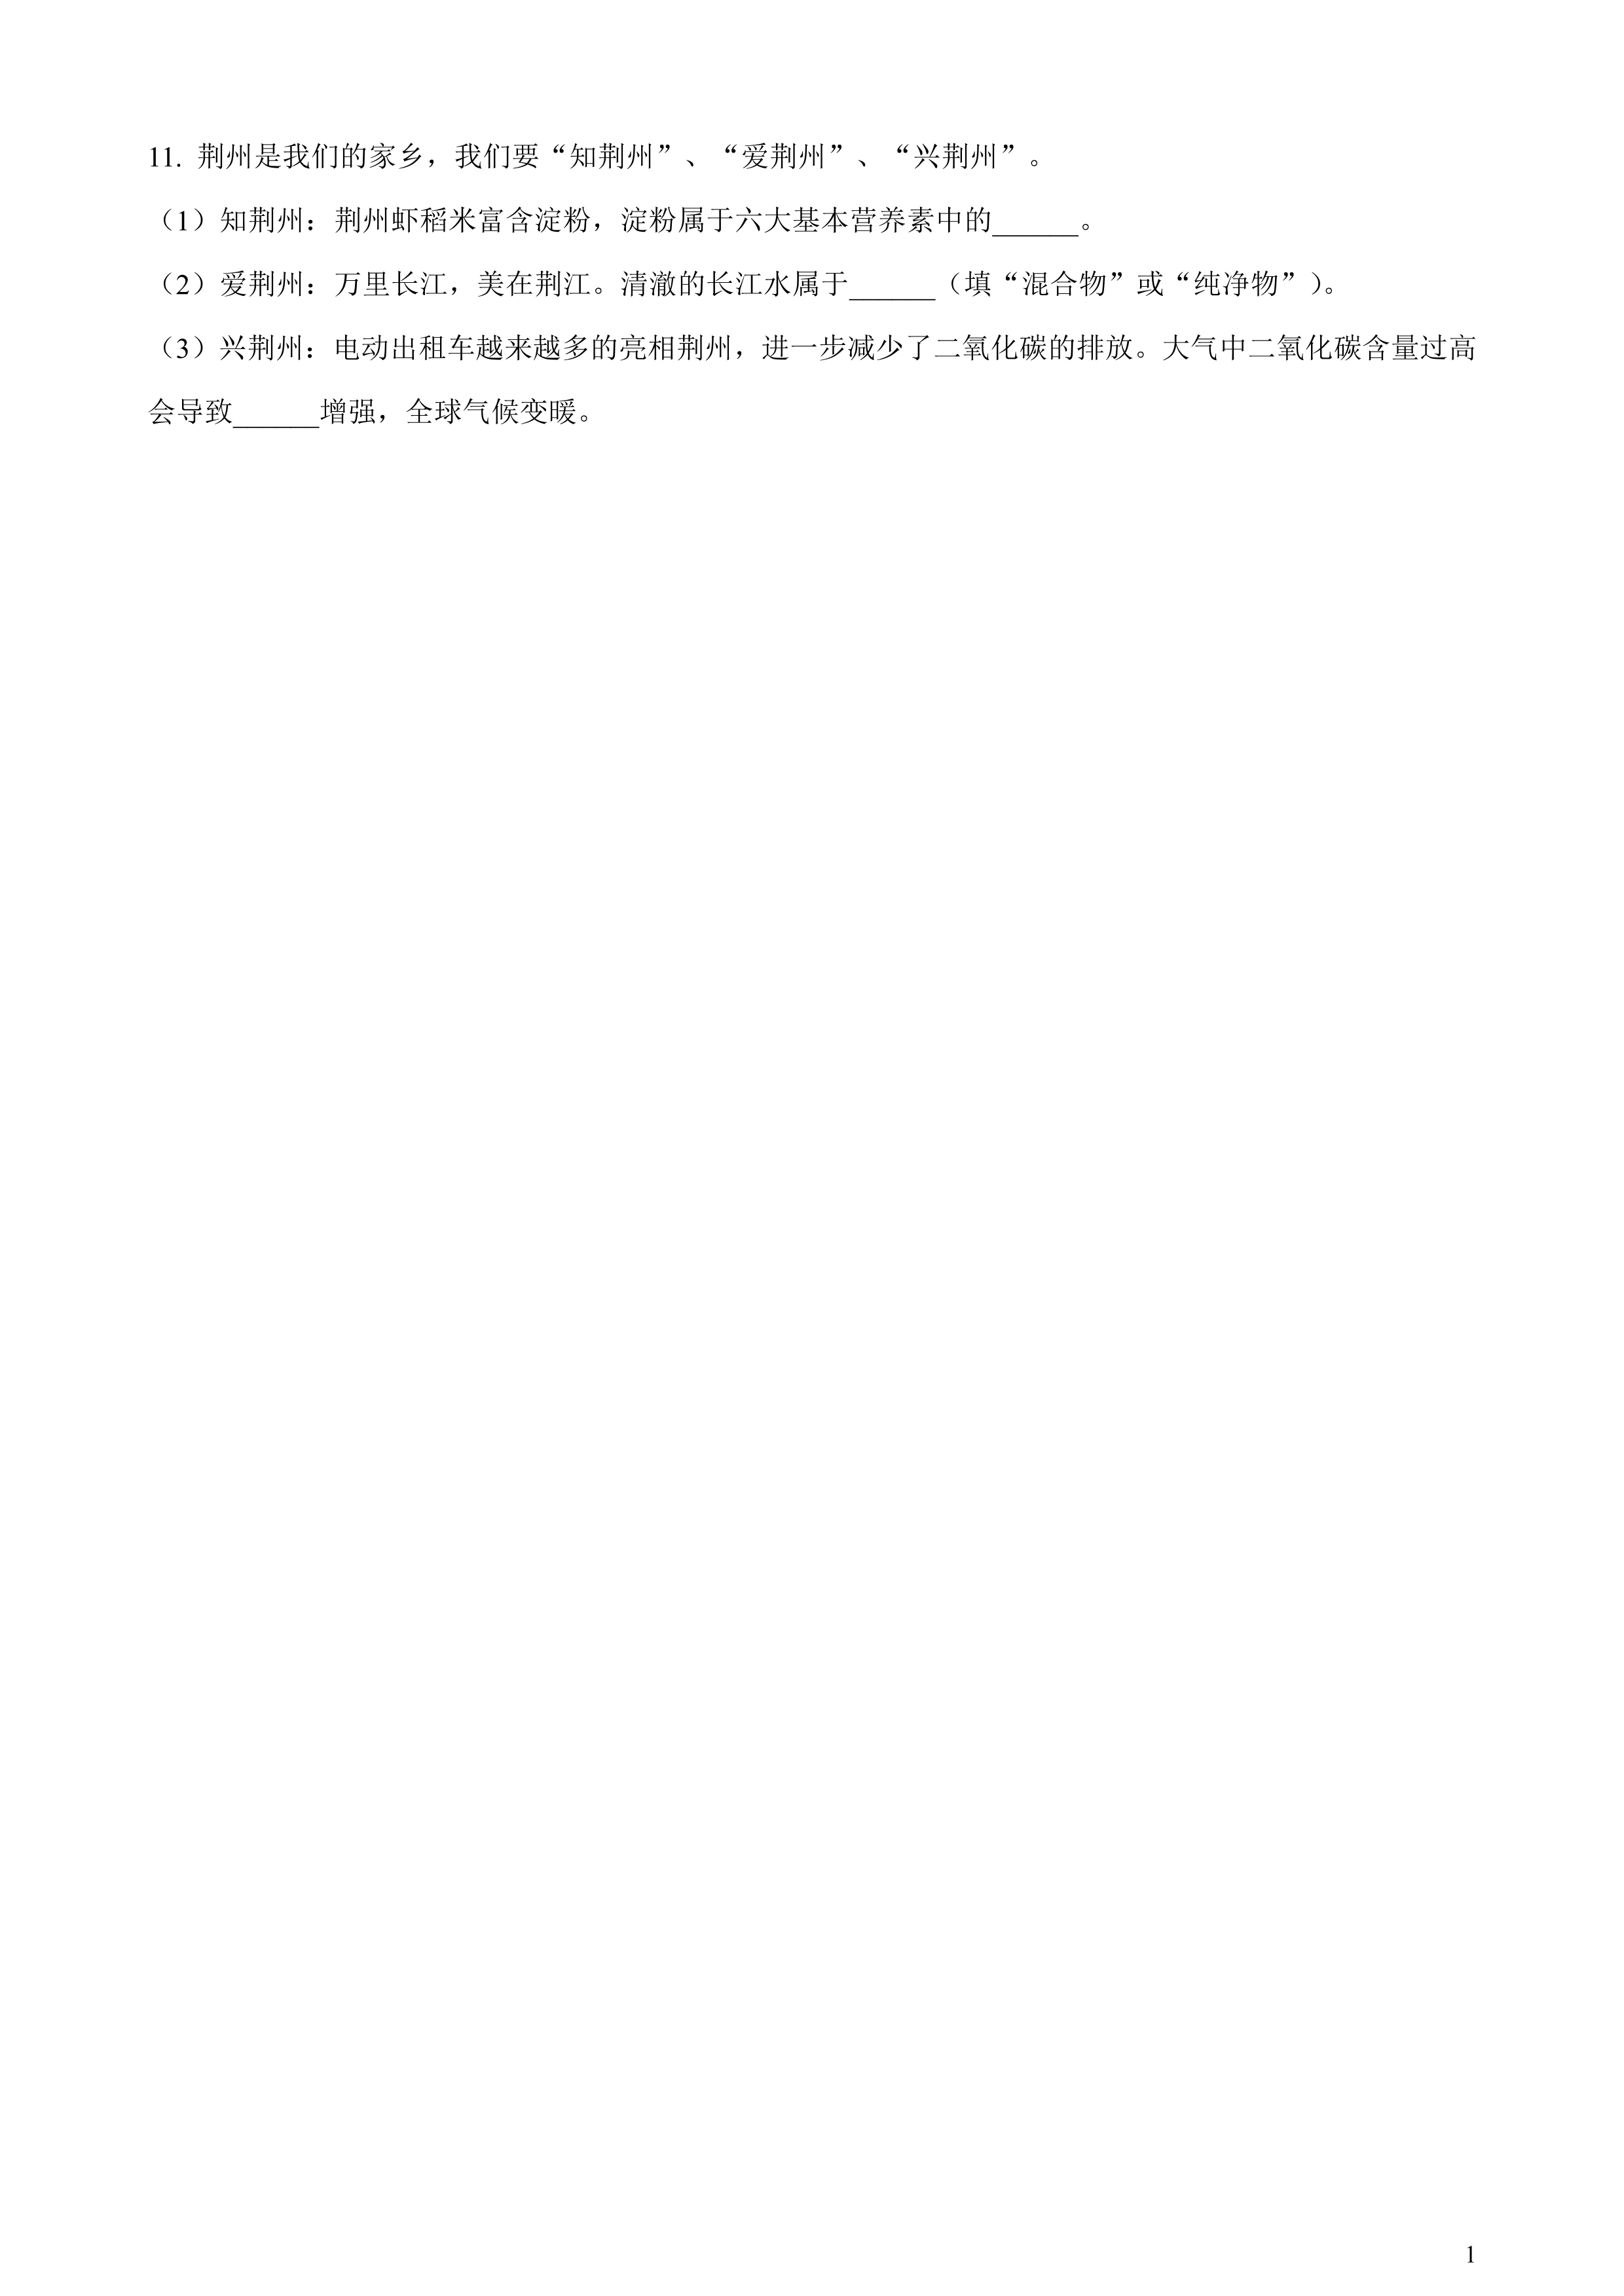 11. 荆州是我们的家乡，我们要“知荆州”、“爱荆州”、“兴荆州”。
（1）知荆州：荆州虾稻米富含淀粉，淀粉属于六大基本营养素中的______。
（2）爱荆州：万里长江，美在荆江。清澈的长江水属于______（填“混合物”或“纯净物”）。
（3）兴荆州：电动出租车越来越多的亮相荆州，进一步减少了二氧化碳的排放。大气中二氧化碳含量过高
会导致______增强，全球气候变暖。
1